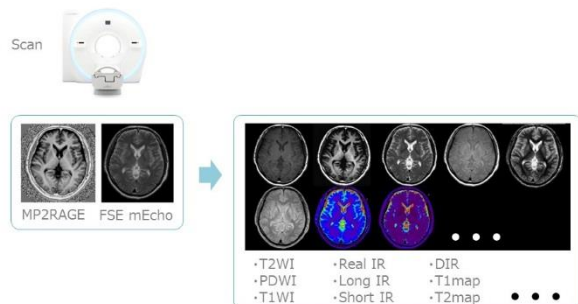 Scan
MP2RAGE FSE mEcho
・T2WI ・Real IR ・DIR
・PDWI ・Long IR ・T1map
・T1WI ・Short IR ・T2map